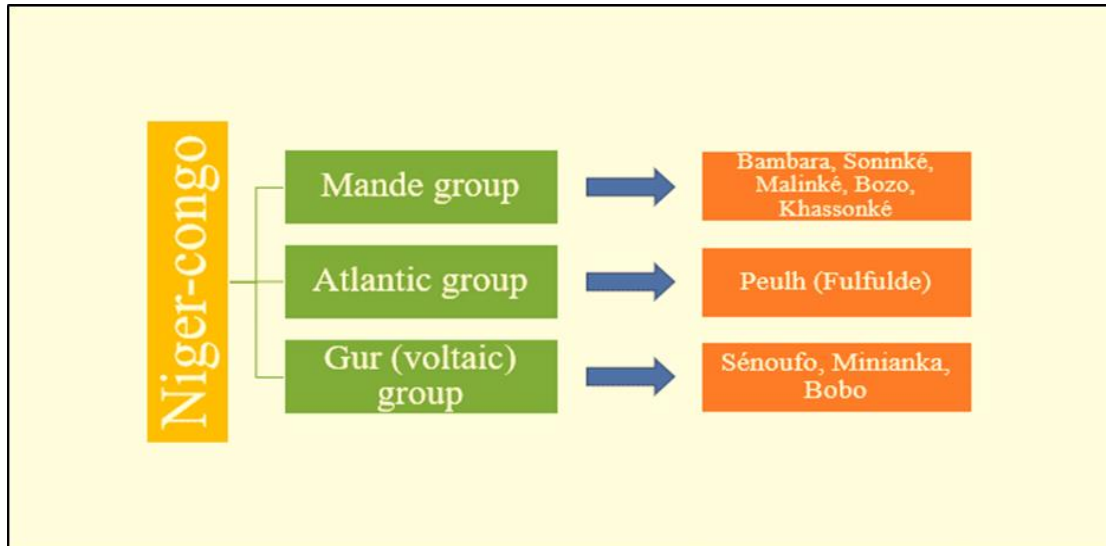 Niger-congo
Mande group
Bambara, Soninké,
Malinké, Bozo,
Khassonké
Atlantic group
Peulh (Fulfulde)
Gur (voltaic)
group
Sénoufo, Minianka,
Bobo